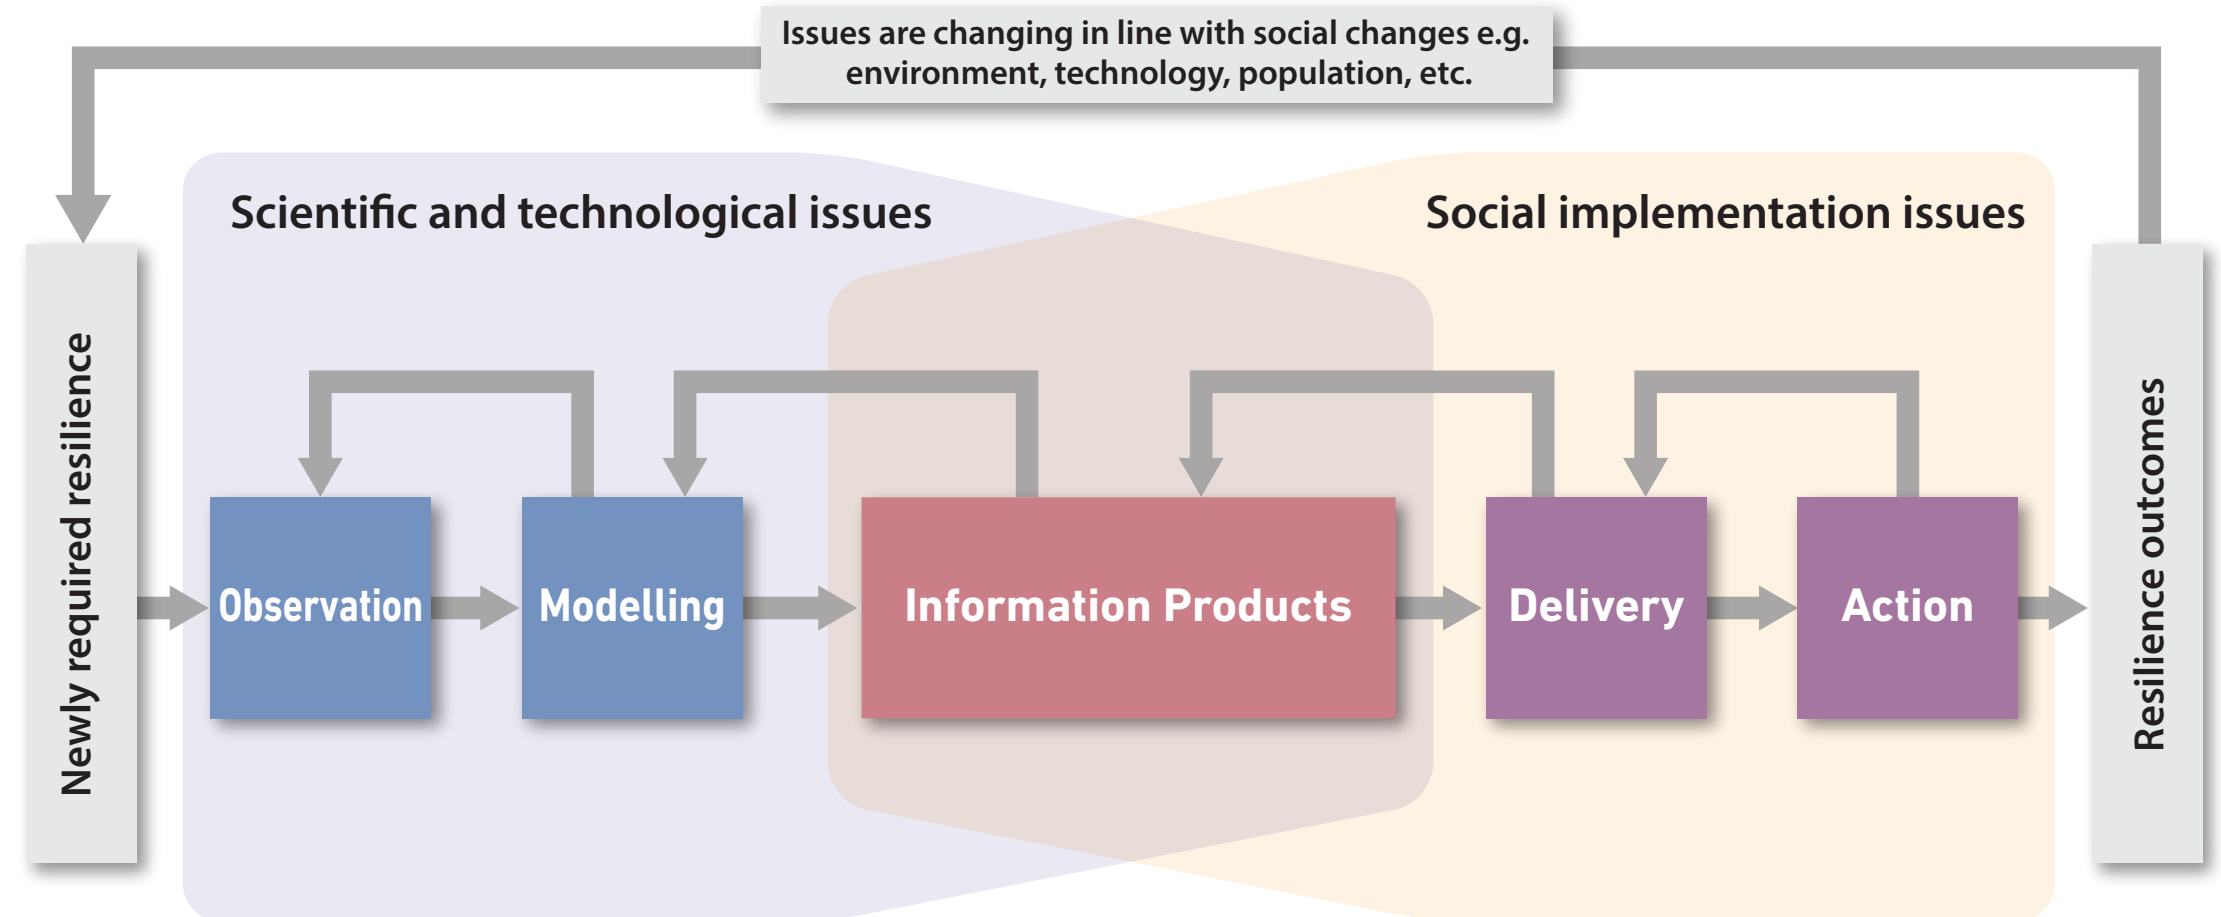 Issues are changing in line with social changes e.g.
environment, technology, population, etc.
Scientific and technological issues
Social implementation issues
Newly required resilience
Observation
Modelling
Information Products
Delivery
Action
Resilience outcomes